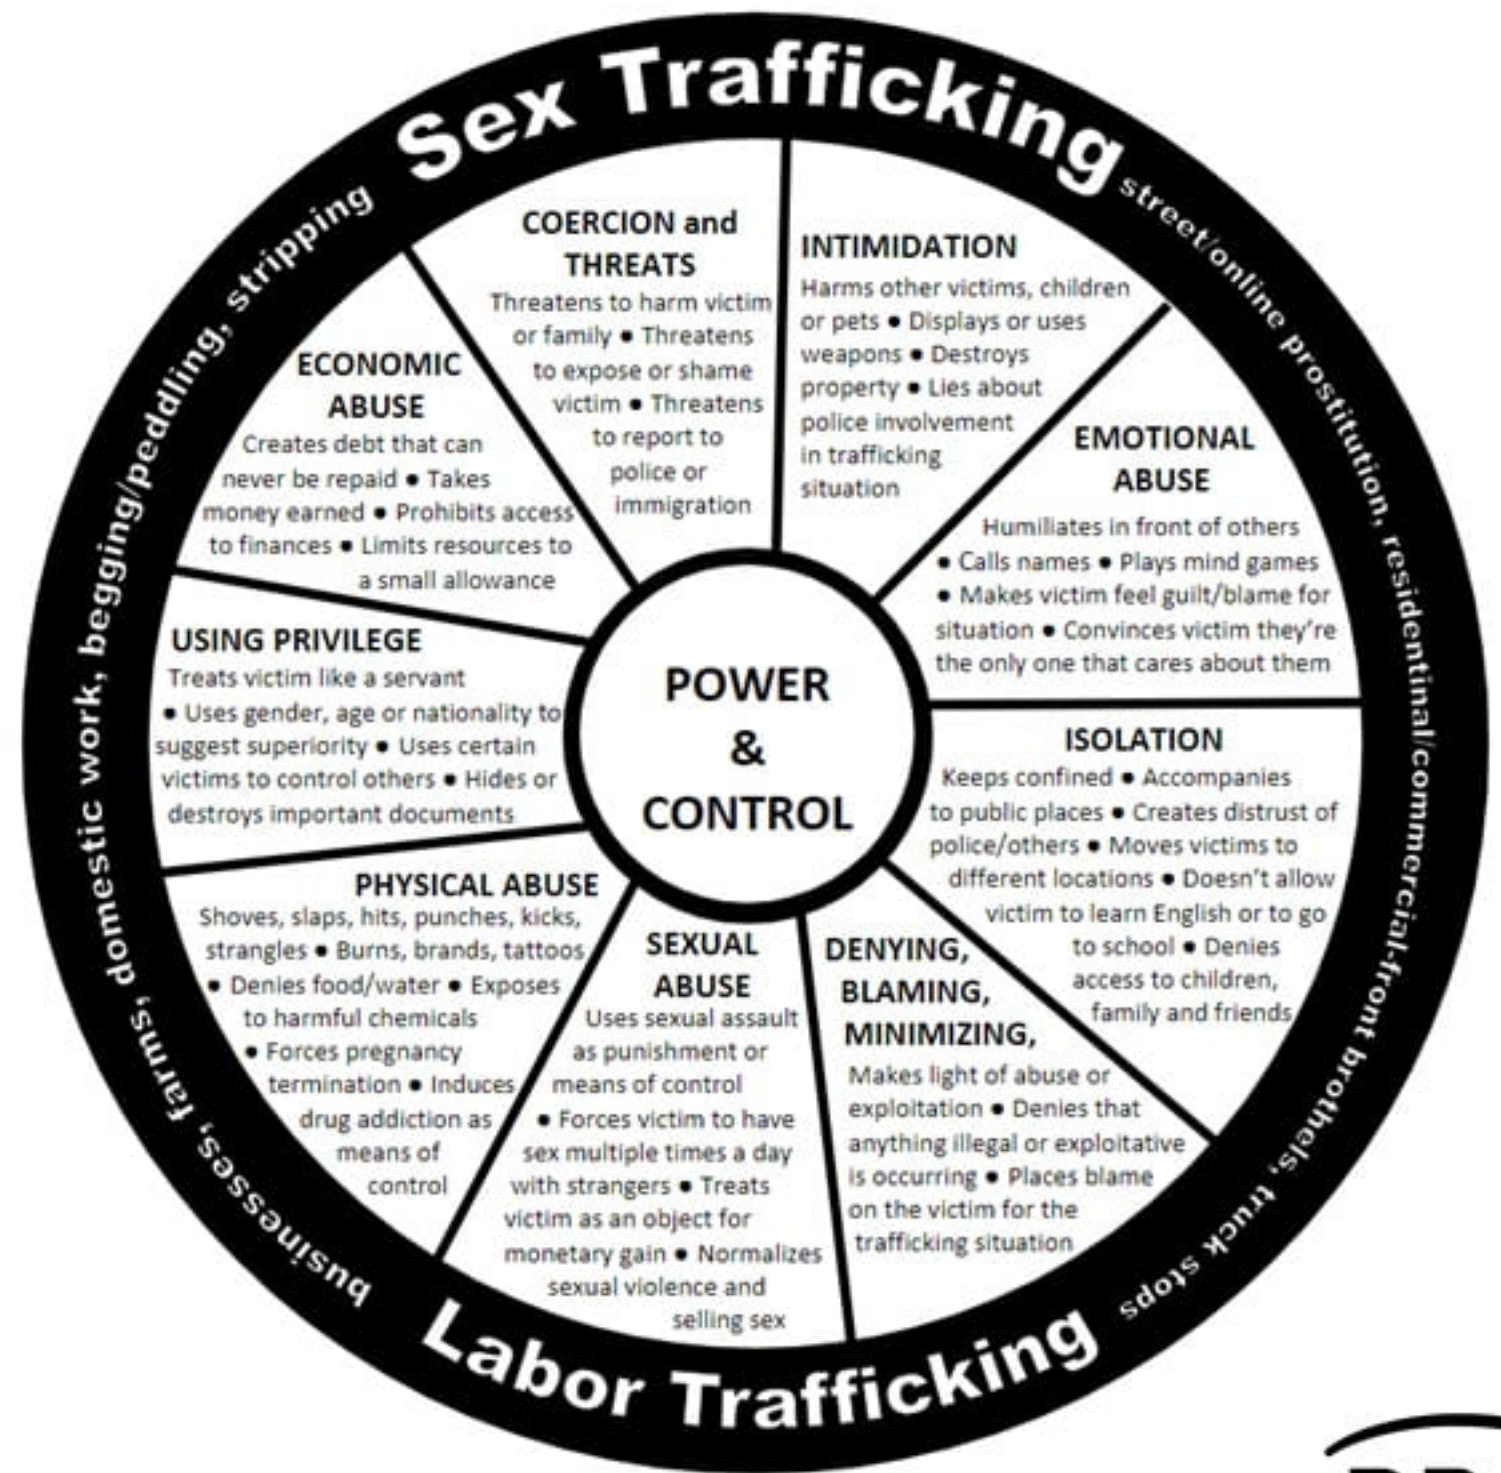 Sex Trafficking
street/online prostitution, residentinal/commercial-front brothels, truck stops
Labor Trafficking
businesses, farms, domestic work, begging/peddling, stripping
POWER
&
CONTROL
COERCION and
THREATS
Threatens to harm victim
or family • Threatens
to expose or shame
victim • Threatens
to report to
police or
immigration
INTIMIDATION
Harms other victims, children
or pets • Displays or uses
weapons • Destroys
property • Lies about
police involvement
in trafficking
situation
EMOTIONAL
ABUSE
Humiliates in front of others
• Calls names • Plays mind games
• Makes victim feel guilt/blame for
situation • Convinces victim they're
the only one that cares about them
ISOLATION
Keeps confined • Accompanies
to public places • Creates distrust of
police/others • Moves victims to
different locations • Doesn't allow
victim to learn English or to go
to school • Denies
access to children,
family and friends
DENYING,
BLAMING,
MINIMIZING,
Makes light of abuse or
exploitation • Denies that
anything illegal or exploitative
is occurring • Places blame
on the victim for the
trafficking situation
SEXUAL
ABUSE
Uses sexual assault
as punishment or
means of control
• Forces victim to have
sex multiple times a day
with strangers • Treats
victim as an object for
monetary gain • Normalizes
sexual violence and
selling sex
PHYSICAL ABUSE
Shoves, slaps, hits, punches, kicks,
strangles • Burns, brands, tattoos
• Denies food/water • Exposes
to harmful chemicals
• Forces pregnancy
termination • Induces
drug addiction as
means of
control
USING PRIVILEGE
Treats victim like a servant
• Uses gender, age or nationality to
suggest superiority • Uses certain
victims to control others • Hides or
destroys important documents
ECONOMIC
ABUSE
Creates debt that can
never be repaid • Takes
money earned • Prohibits access
to finances • Limits resources to
a small allowance